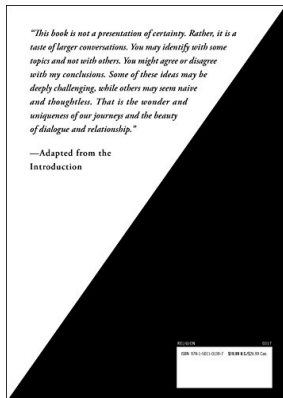 “This book is not a presentation of certainty. Rather, it is a
taste of larger conversations. You may identify with some
topics and not with others. You might agree or disagree
with my conclusions. Some of these ideas may be
deeply challenging, while others may seem naive
and thoughtless. That is the wonder and
uniqueness of our journeys and the beauty
of dialogue and relationship.”
—Adapted from the
Introduction
RELIGION
ISBN